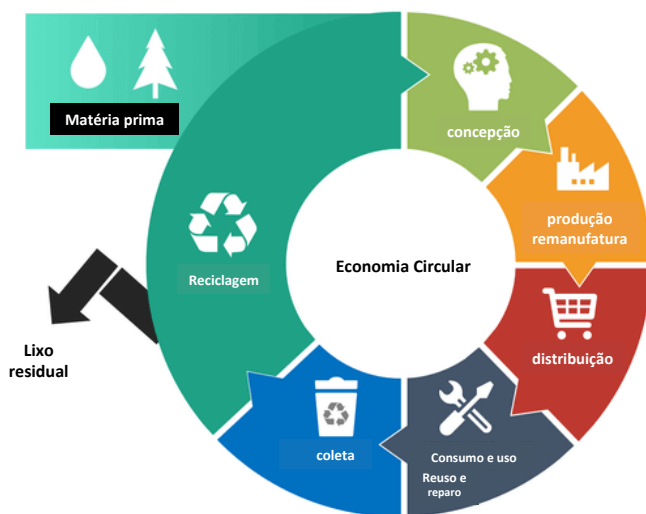 Matéria prima
concepção
produção
remanufatura
Economia Circular
Reciclagem
distribuição
Lixo
residual
coleta
Consumo e uso
Reuso e
reparo